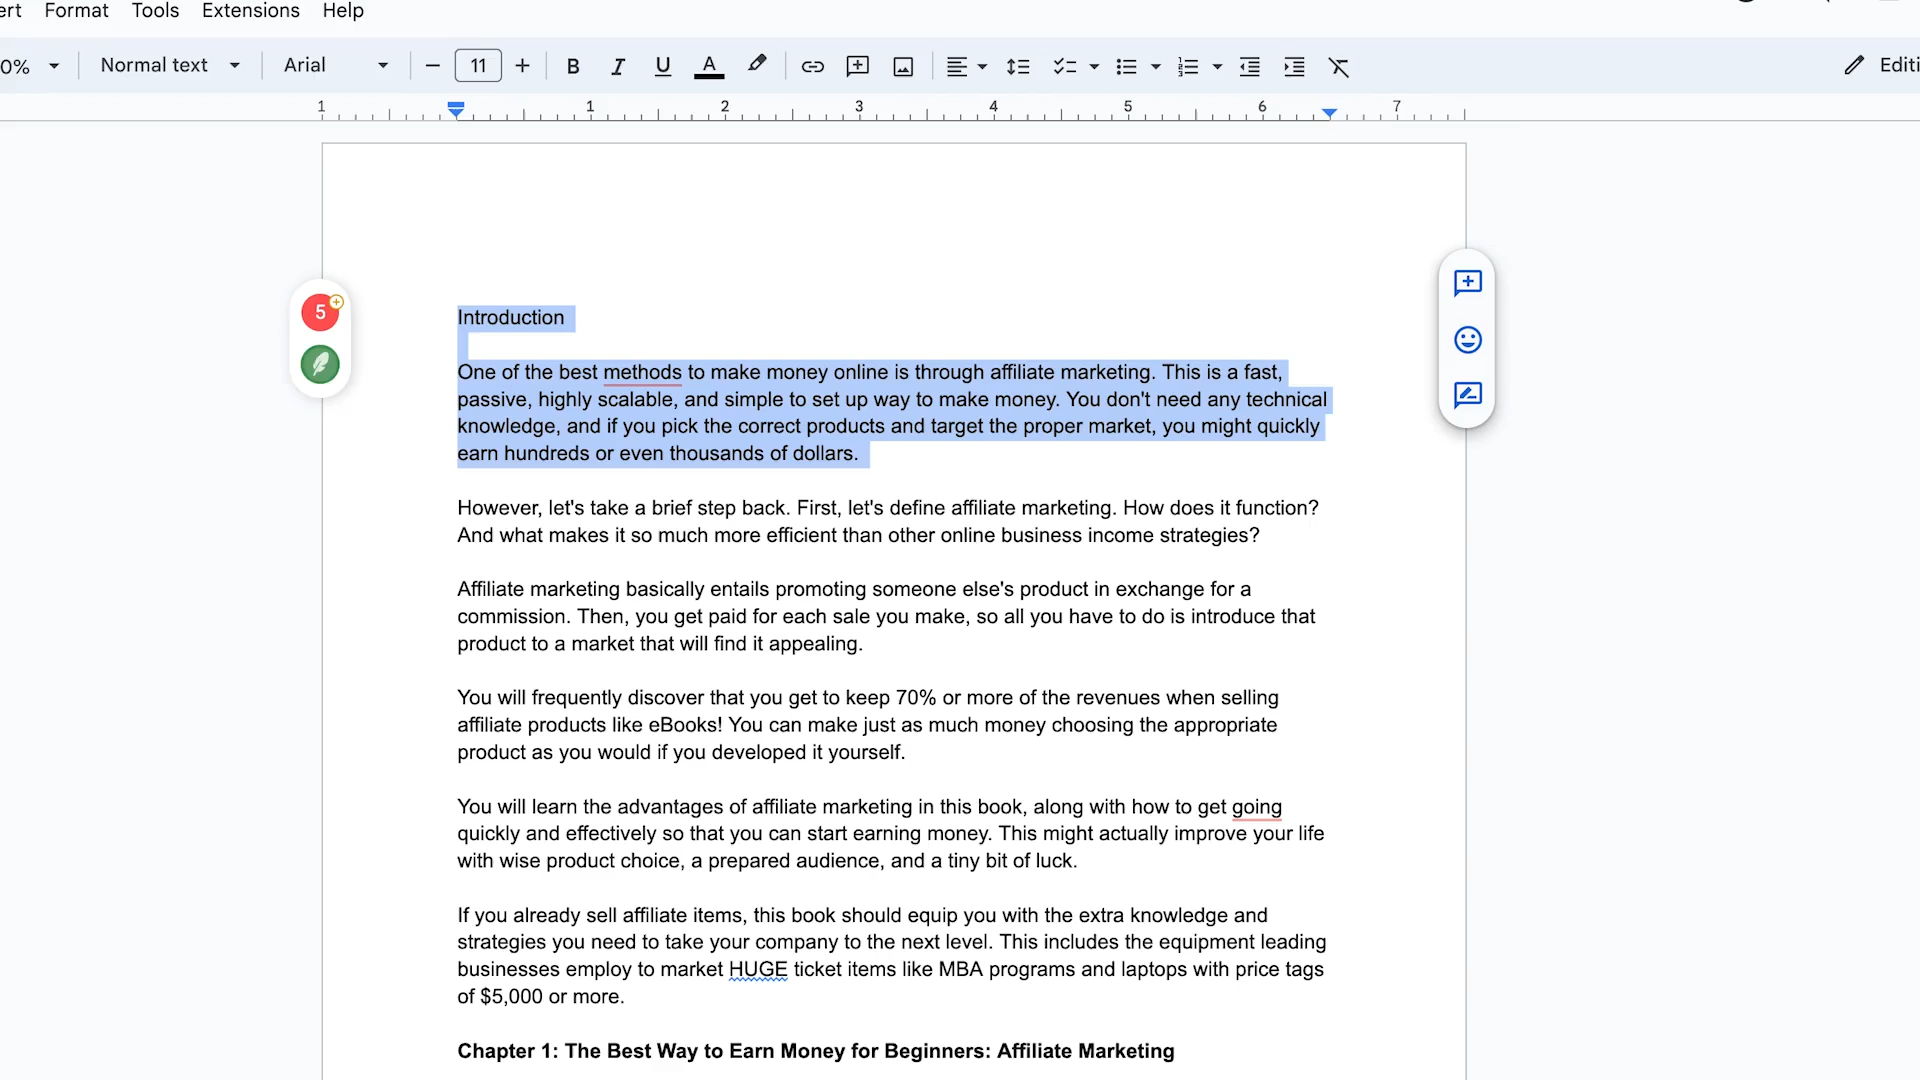 ert Format Tools Extensions Help
0% Normal text Arial 11 B I U A Editi
1 1 2 3 4 5 6 7
5
Introduction
One of the best methods to make money online is through affiliate marketing. This is a fast,
passive, highly scalable, and simple to set up way to make money. You don't need any technical
knowledge, and if you pick the correct products and target the proper market, you might quickly
earn hundreds or even thousands of dollars.
However, let's take a brief step back. First, let's define affiliate marketing. How does it function?
And what makes it so much more efficient than other online business income strategies?
Affiliate marketing basically entails promoting someone else's product in exchange for a
commission. Then, you get paid for each sale you make, so all you have to do is introduce that
product to a market that will find it appealing.
You will frequently discover that you get to keep 70% or more of the revenues when selling
affiliate products like eBooks! You can make just as much money choosing the appropriate
product as you would if you developed it yourself.
You will learn the advantages of affiliate marketing in this book, along with how to get going
quickly and effectively so that you can start earning money. This might actually improve your life
with wise product choice, a prepared audience, and a tiny bit of luck.
If you already sell affiliate items, this book should equip you with the extra knowledge and
strategies you need to take your company to the next level. This includes the equipment leading
businesses employ to market HUGE ticket items like MBA programs and laptops with price tags
of $5,000 or more.
Chapter 1: The Best Way to Earn Money for Beginners: Affiliate Marketing